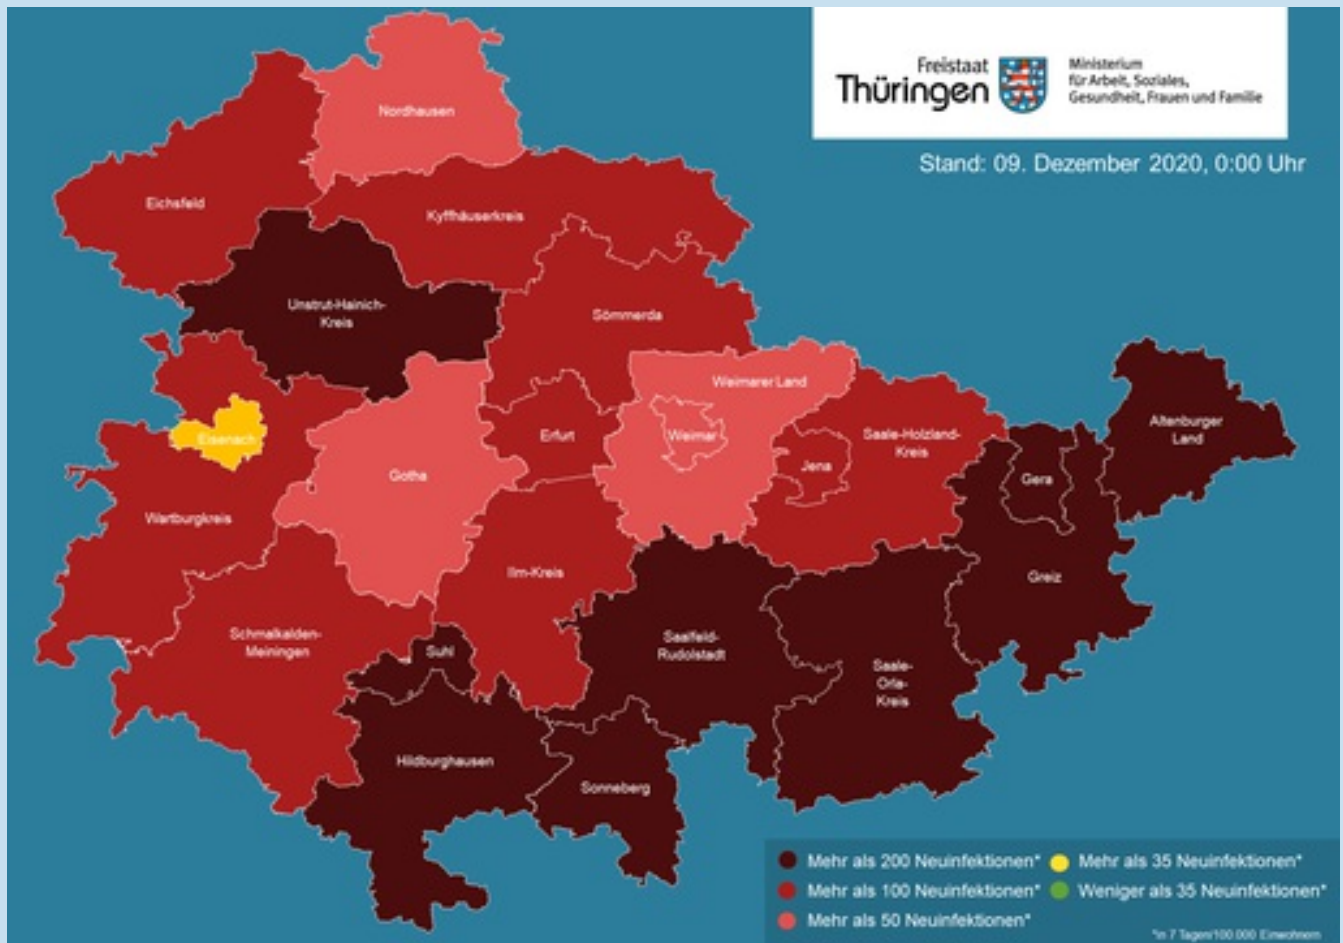 Freistaat
Thüringen
Ministerium
für Arbeit, Soziales,
Gesundheit, Frauen und Familie
Stand: 09. Dezember 2020, 0:00 Uhr
Nordhausen
Eichsfeld
Kyffhäuserkreis
Unstrut-Hainich-
Kreis
Sömmerda
Weimarer Land
Altenburger
Land
Eisenach
Erfurt
Weimar
Saale-Holzland-
Kreis
Jena
Gotha
Gera
Wartburgkreis
Ilm-Kreis
Greiz
Schmalkalden-
Meiningen
Suhl
Saalfeld-
Rudolstadt
Saale-
Orla-
Kreis
Hildburghausen
Sonneberg
Mehr als 200 Neuinfektionen*
Mehr als 35 Neuinfektionen*
Mehr als 100 Neuinfektionen*
Weniger als 35 Neuinfektionen*
Mehr als 50 Neuinfektionen*
*in 7 Tagen/100 000 Einwohnern